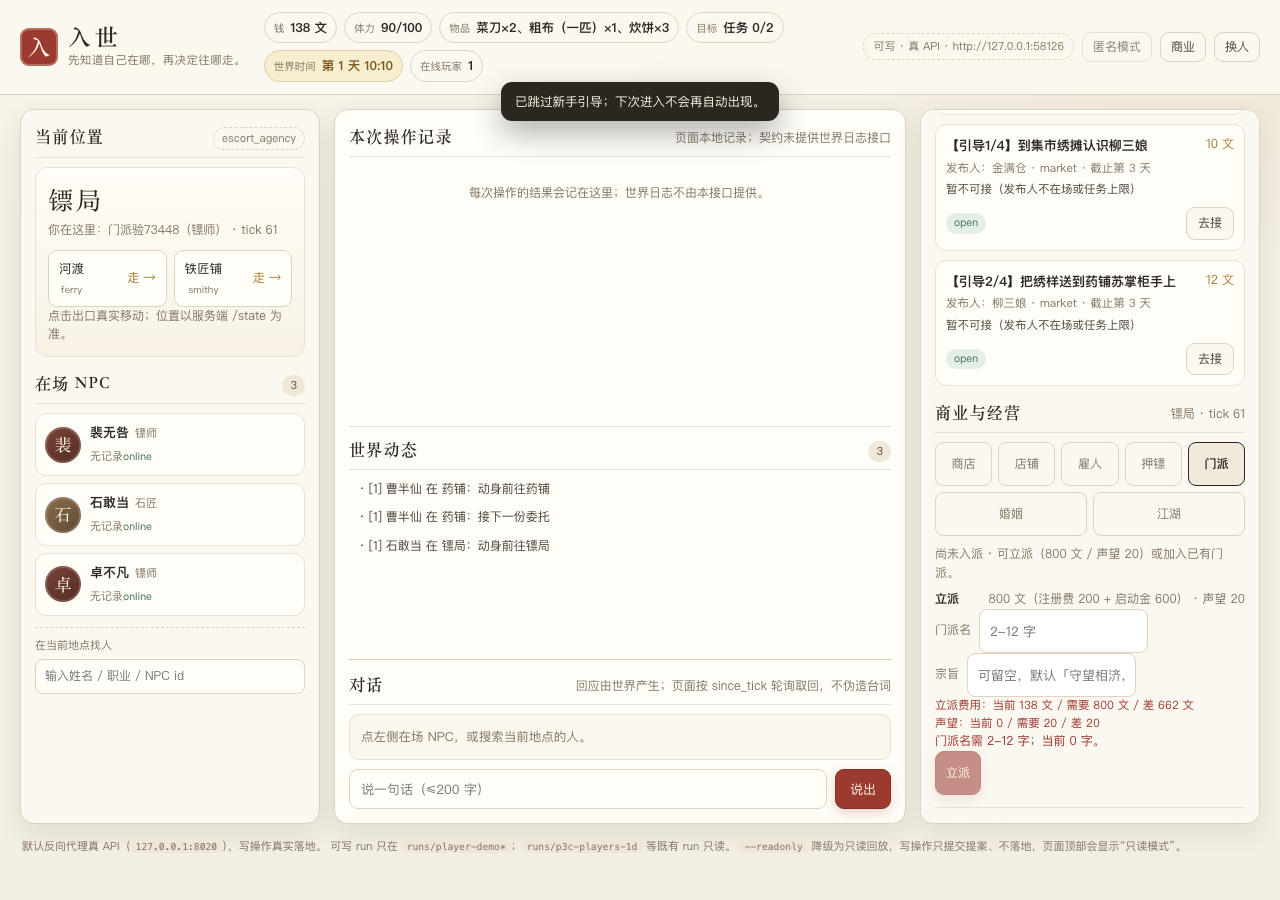 入
入世
先知道自己在哪，再决定往哪走。
钱 138 文
体力 90/100
物品 菜刀×2、粗布（一匹）×1、炊饼×3
目标 任务 0/2
世界时间 第 1 天 10:10
在线玩家 1
可写 · 真 API · http://127.0.0.1:58126
匿名模式
商业
换人
已跳过新手引导；下次进入不会再自动出现。
当前位置
escort_agency
镖局
你在这里：门派验73448（镖师） · tick 61
河渡
ferry
走 →
铁匠铺
smithy
走 →
点击出口真实移动；位置以服务端 /state 为
准。
在场 NPC
3
裴
裴无咎 镖师
无记录online
石
石敢当 石匠
无记录online
卓
卓不凡 镖师
无记录online
在当前地点找人
输入姓名 / 职业 / NPC id
本次操作记录
页面本地记录；契约未提供世界日志接口
每次操作的结果会记在这里；世界日志不由本接口提供。
世界动态
3
· [1] 曹半仙 在 药铺：动身前往药铺
· [1] 曹半仙 在 药铺：接下一份委托
· [1] 石敢当 在 镖局：动身前往镖局
对话
回应由世界产生；页面按 since_tick 轮询取回，不伪造台词
点左侧在场 NPC，或搜索当前地点的人。
说一句话（≤200 字）
说出
【引导1/4】到集市绣摊认识柳三娘
10 文
发布人：金满仓 · market · 截止第 3 天
暂不可接（发布人不在场或任务上限）
open
去接
【引导2/4】把绣样送到药铺苏掌柜手上
12 文
发布人：柳三娘 · market · 截止第 3 天
暂不可接（发布人不在场或任务上限）
open
去接
商业与经营
镖局 · tick 61
商店
店铺
雇人
押镖
门派
婚姻
江湖
尚未入派 · 可立派（800 文 / 声望 20）或加入已有门
派。
立派
800 文（注册费 200 + 启动金 600） · 声望 20
门派名
2–12 字
宗旨
可留空，默认「守望相济，
立派费用：当前 138 文 / 需要 800 文 / 差 662 文
声望：当前 0 / 需要 20 / 差 20
门派名需 2–12 字；当前 0 字。
立派
默认反向代理真 API（ 127.0.0.1:8020 ），写操作真实落地。 可写 run 只在 runs/player-demo* ； runs/p3c-players-1d 等既有 run 只读。 --readonly 降级为只读回放，写操作只提交提案、不落地，页面顶部会显示“只读模式”。